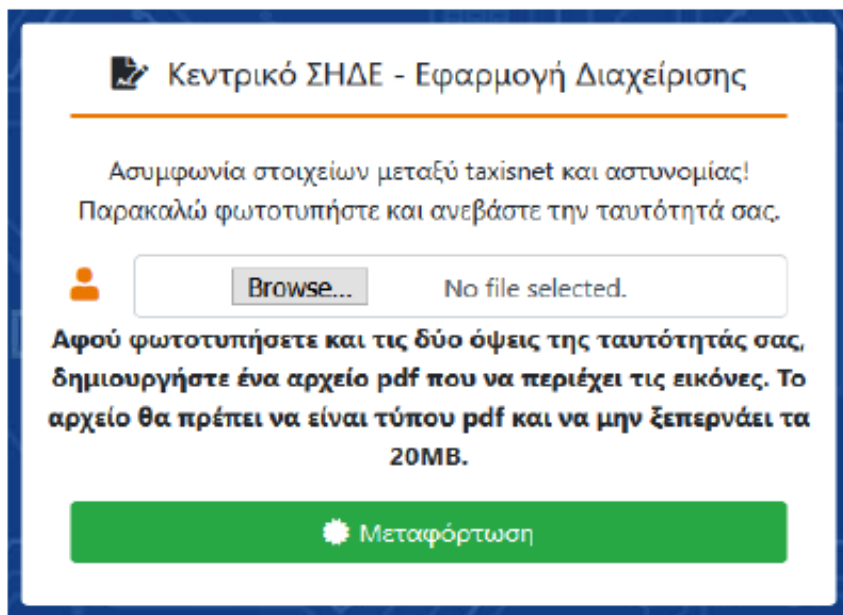 Κεντρικό ΣΗΔΕ - Εφαρμογή Διαχείρισης
Ασυμφωνία στοιχείων μεταξύ taxisnet και αστυνομίας!
Παρακαλώ φωτοτυπήστε και ανεβάστε την ταυτότητά σας.
Browse... No file selected.
Αφού φωτοτυπήσετε και τις δύο όψεις της ταυτότητάς σας,
δημιουργήστε ένα αρχείο pdf που να περιέχει τις εικόνες. Το
αρχείο θα πρέπει να είναι τύπου pdf και να μην ξεπερνάει τα
20MB.
Μεταφόρτωση